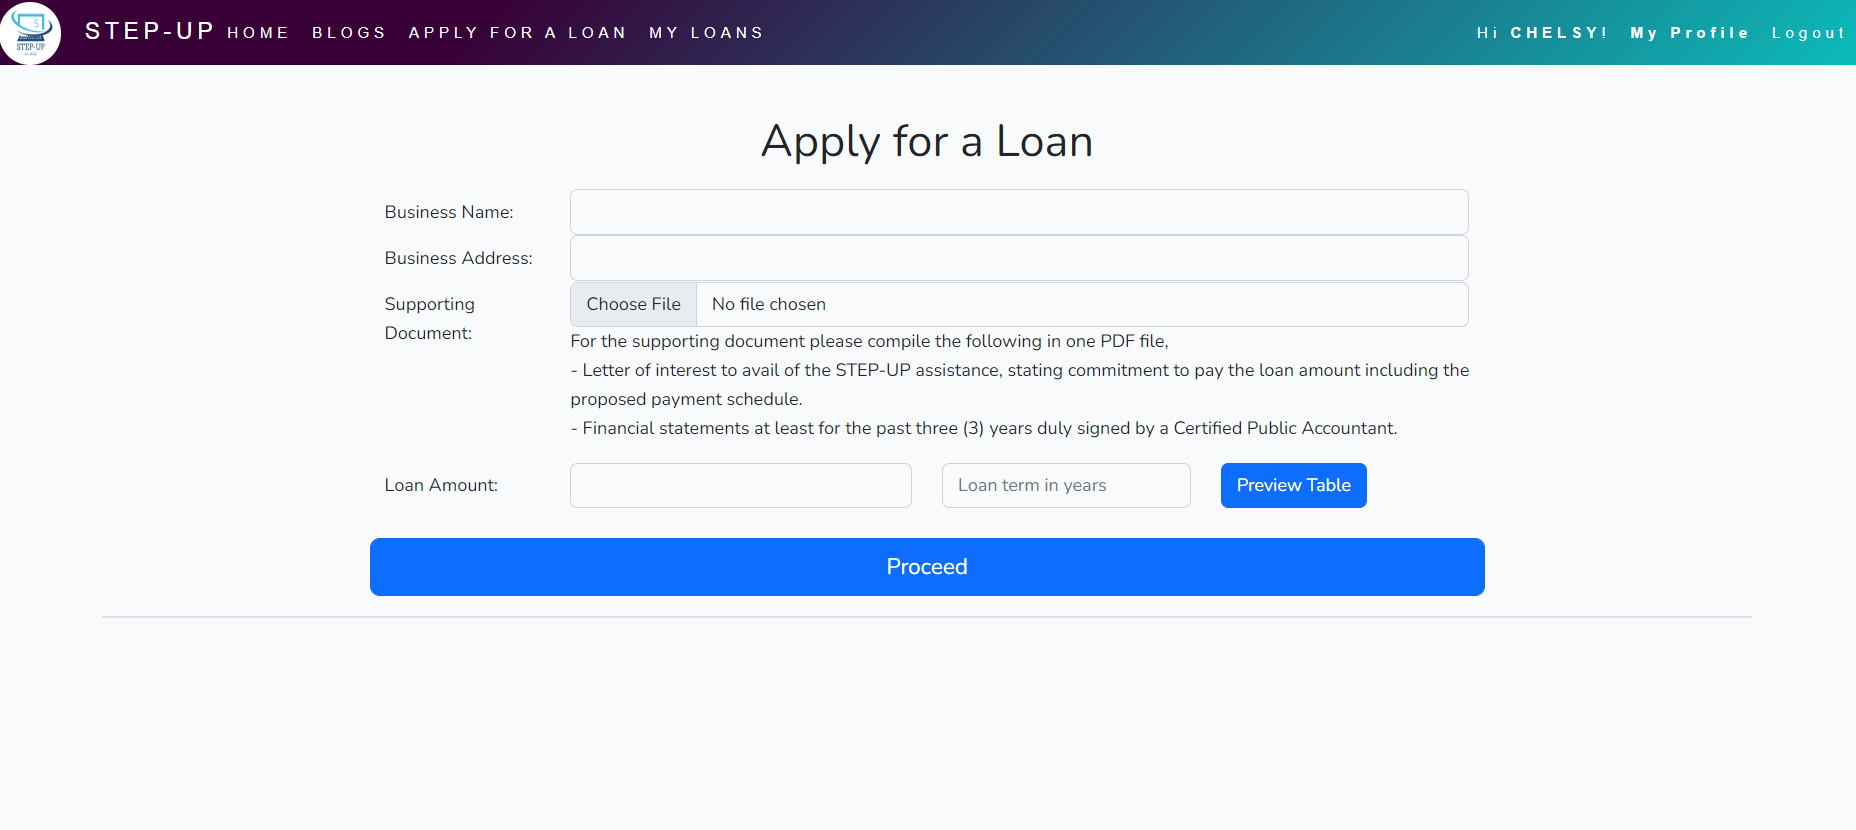 STEP-UP
STEP-UP HOME BLOGS APPLY FOR A LOAN MY LOANS Hi CHELSY! My Profile Logout
Apply for a Loan
Business Name:
Business Address:
Supporting Document:
Choose File No file chosen
For the supporting document please compile the following in one PDF file,
- Letter of interest to avail of the STEP-UP assistance, stating commitment to pay the loan amount including the
proposed payment schedule.
- Financial statements at least for the past three (3) years duly signed by a Certified Public Accountant.
Loan Amount: Loan term in years Preview Table
Proceed